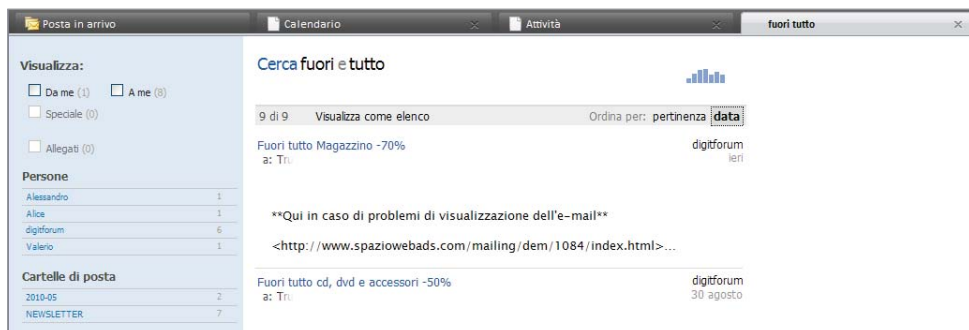 Posta in arrivo
Calendario
Attività
fuori tutto
Visualizza:
Da me (1) A me (8)
Speciale (0)
Allegati (0)
Persone
Alessandro 1
Alice 1
digitforum 6
Valerio 1
Cartelle di posta
2010-05 2
NEWSLETTER 7
Cerca fuori e tutto
9 di 9 Visualizza come elenco Ordina per: pertinenza data
Fuori tutto Magazzino -70% digitforum
a: ieri
**Qui in caso di problemi di visualizzazione dell'e-mail**
<http://www.spaziowebads.com/mailing/dem/1084/index.html>...
Fuori tutto cd, dvd e accessori -50% digitforum
a: 30 agosto